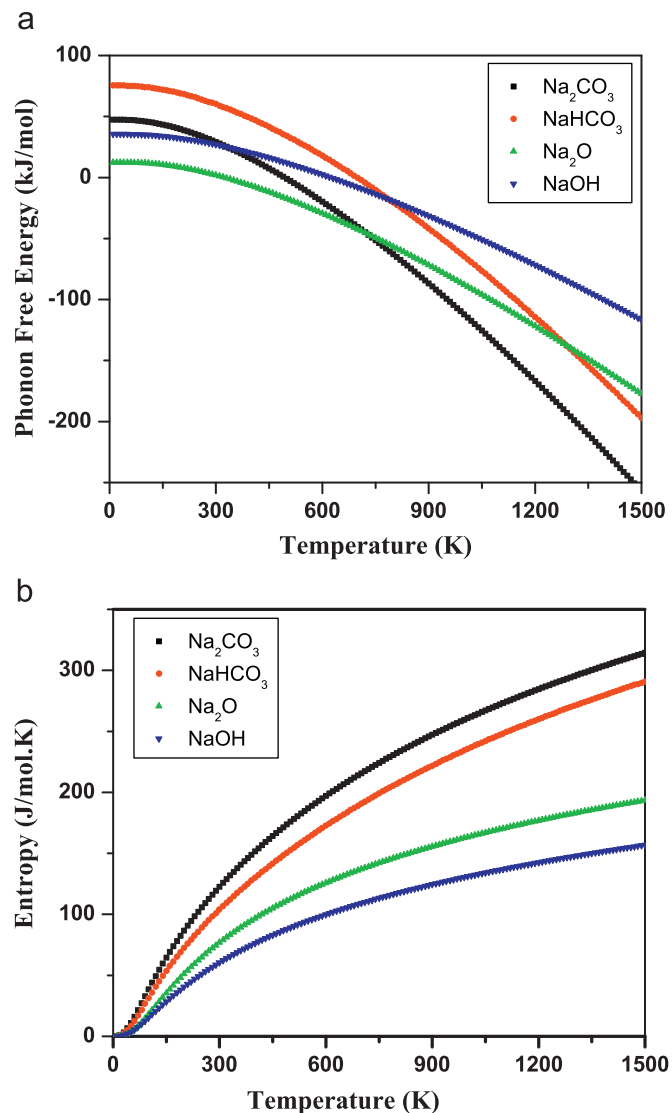 a
100
0
-100
-200
Phonon Free Energy (kJ/mol)
Na₂CO₃
NaHCO₃
Na₂O
NaOH
0 300 600 900 1200 1500
Temperature (K)
b
300
200
100
0
Entropy (J/mol.K)
Na₂CO₃
NaHCO₃
Na₂O
NaOH
0 300 600 900 1200 1500
Temperature (K)